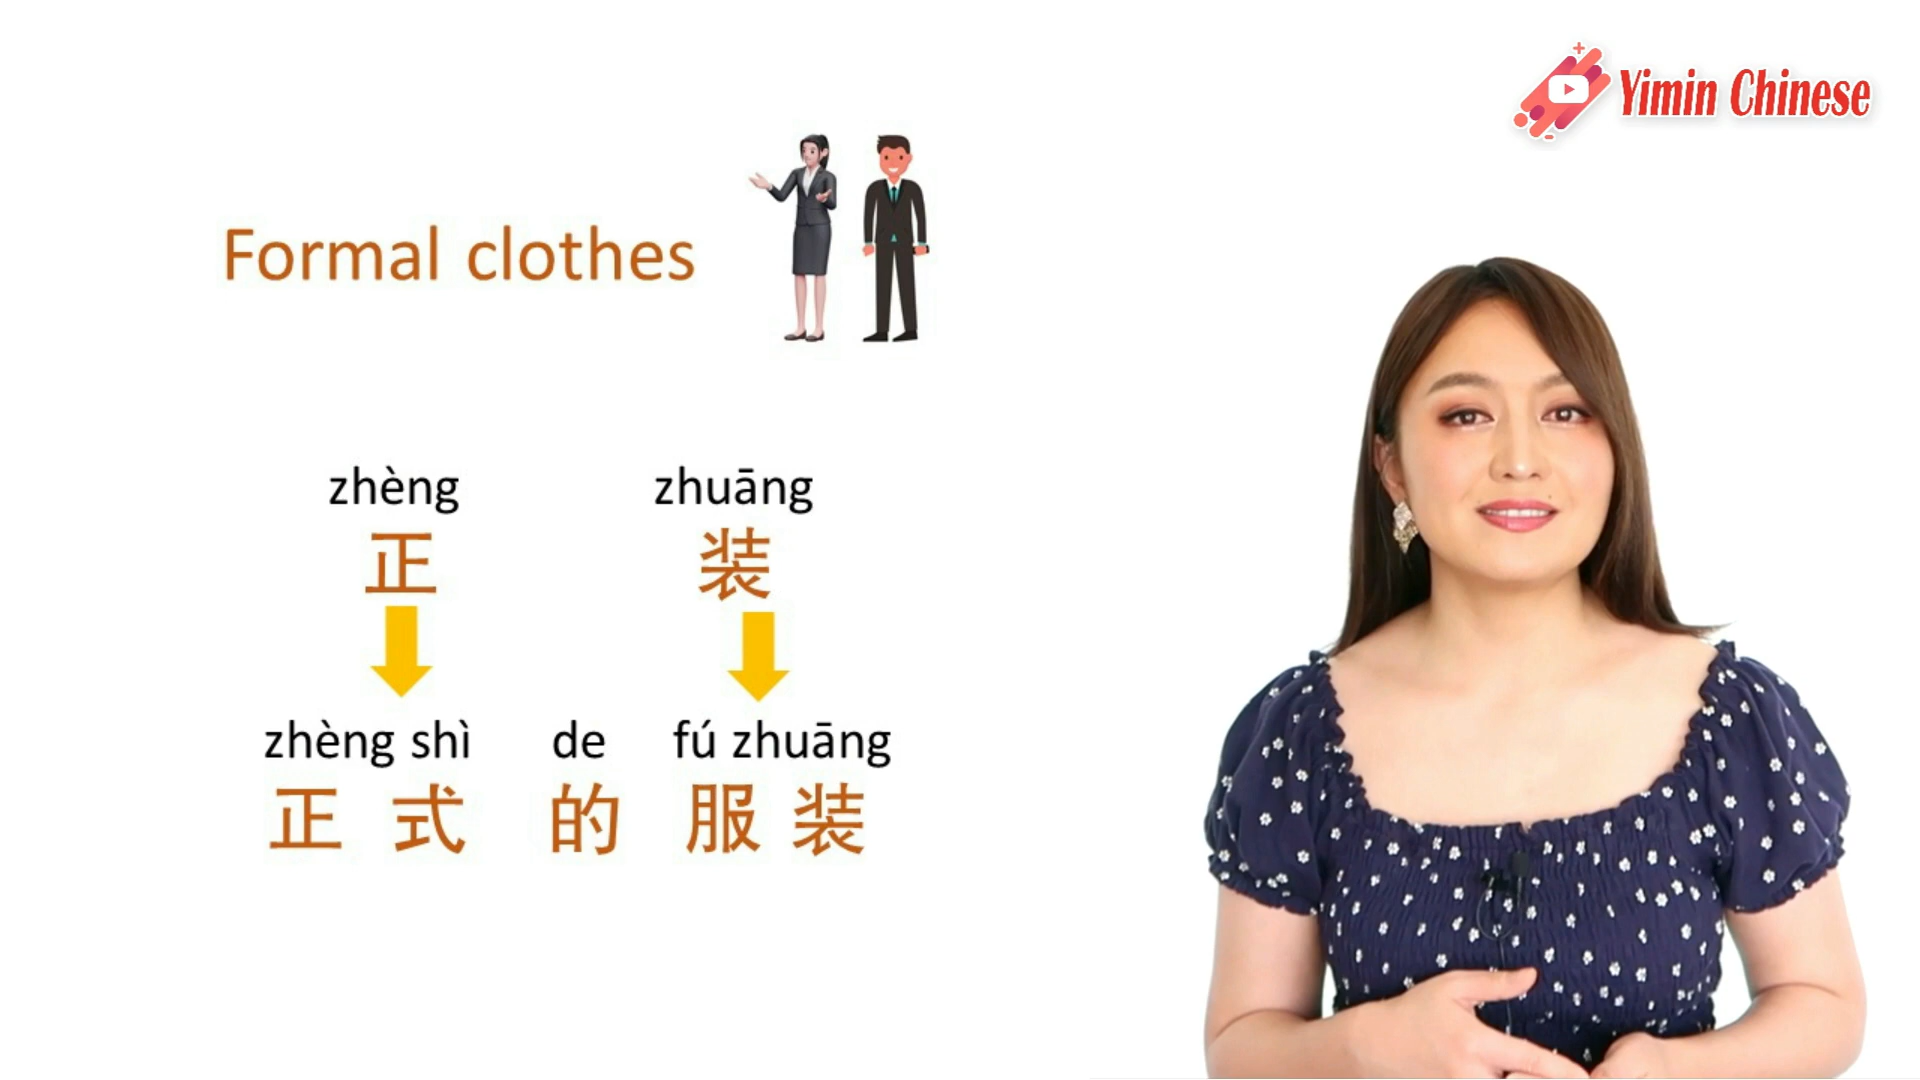 Yimin Chinese
Formal clothes
zhèng zhuāng
正 装
zhèng shì de fú zhuāng
正 式 的 服 装